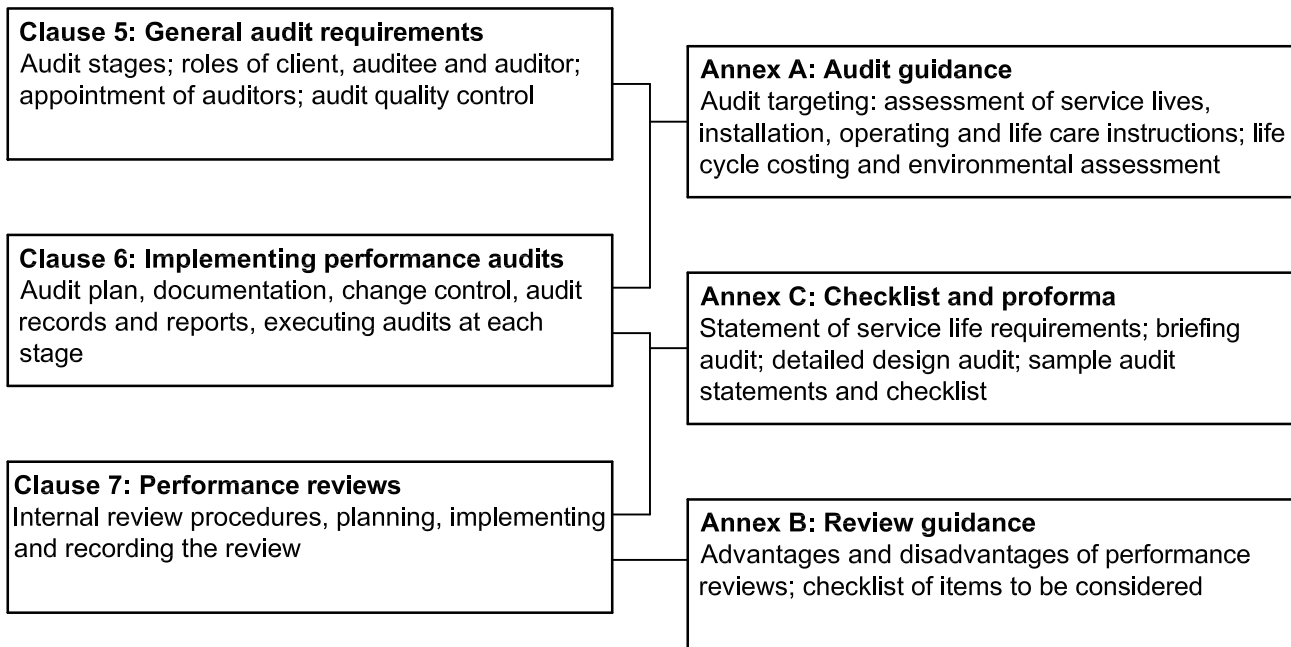 Clause 5: General audit requirements
Audit stages; roles of client, auditee and auditor;
appointment of auditors; audit quality control
Annex A: Audit guidance
Audit targeting: assessment of service lives,
installation, operating and life care instructions; life
cycle costing and environmental assessment
Clause 6: Implementing performance audits
Audit plan, documentation, change control, audit
records and reports, executing audits at each
stage
Annex C: Checklist and proforma
Statement of service life requirements; briefing
audit; detailed design audit; sample audit
statements and checklist
Clause 7: Performance reviews
Internal review procedures, planning, implementing
and recording the review
Annex B: Review guidance
Advantages and disadvantages of performance
reviews; checklist of items to be considered